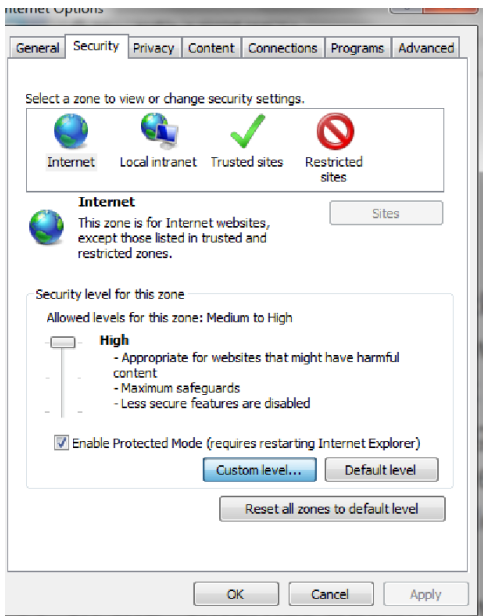 Internet Options
General Security Privacy Content Connections Programs Advanced
Select a zone to view or change security settings.
Internet Local intranet Trusted sites Restricted
sites
Internet
Sites
This zone is for Internet websites,
except those listed in trusted and
restricted zones.
Security level for this zone
Allowed levels for this zone: Medium to High
High
- Appropriate for websites that might have harmful
content
- Maximum safeguards
- Less secure features are disabled
Enable Protected Mode (requires restarting Internet Explorer)
Custom level... Default level
Reset all zones to default level
OK Cancel Apply